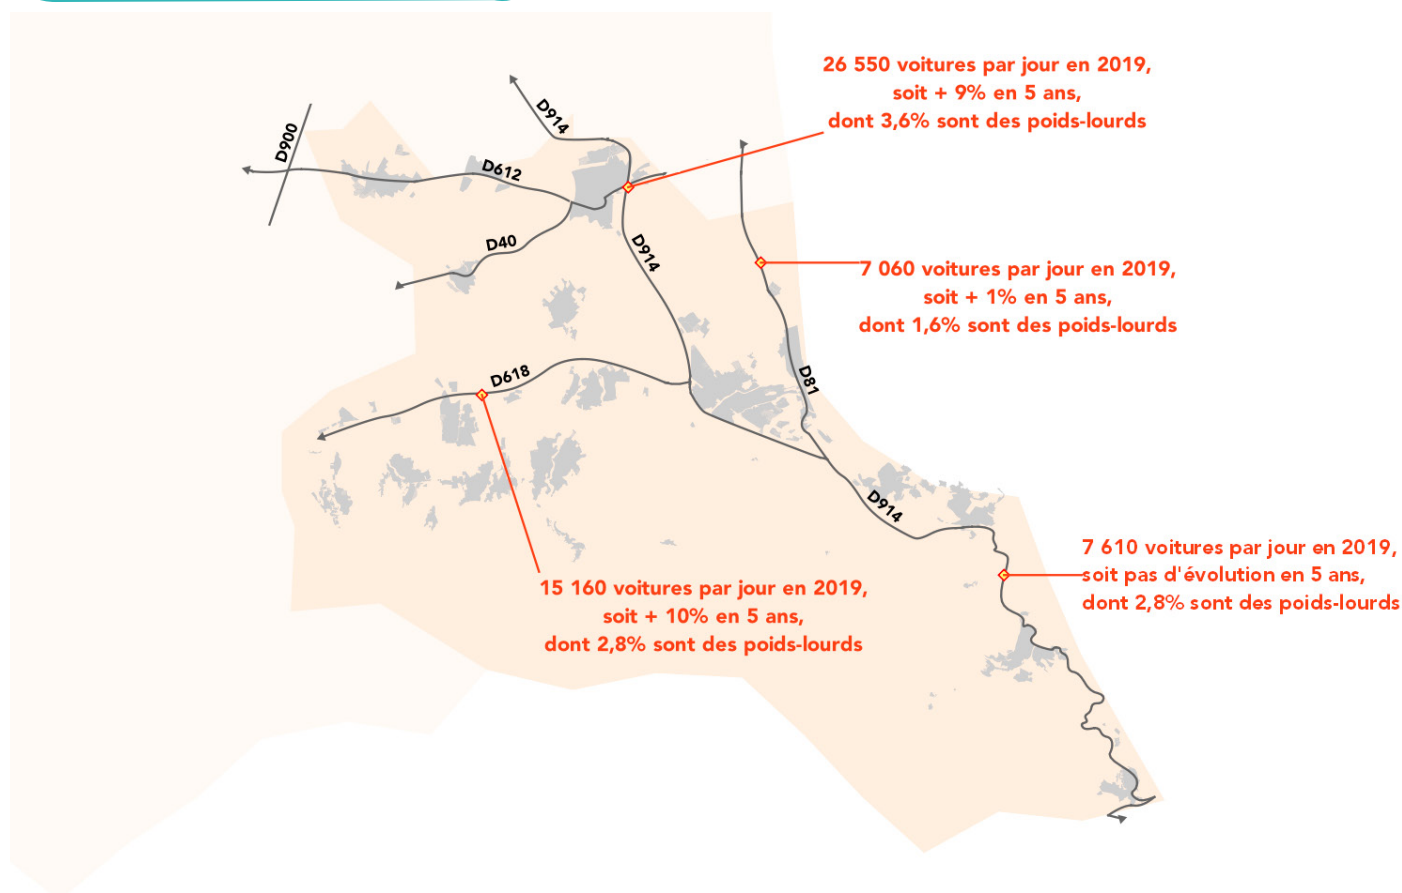 26 550 voitures par jour en 2019,
soit + 9% en 5 ans,
dont 3,6% sont des poids-lourds
D914
D900
D612
D40
D914
7 060 voitures par jour en 2019,
soit + 1% en 5 ans,
dont 1,6% sont des poids-lourds
D618
D81
D914
7 610 voitures par jour en 2019,
soit pas d'évolution en 5 ans,
dont 2,8% sont des poids-lourds
15 160 voitures par jour en 2019,
soit + 10% en 5 ans,
dont 2,8% sont des poids-lourds